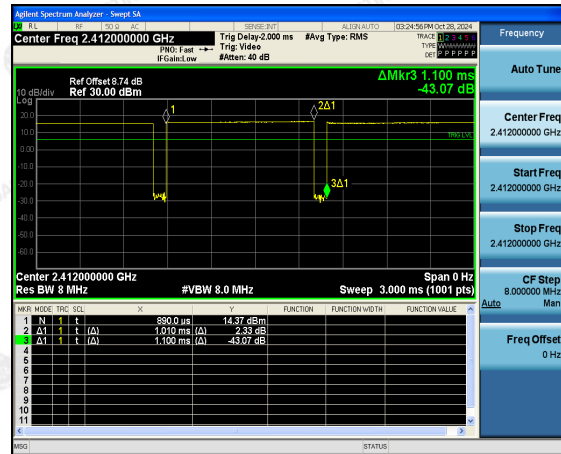 Agilent Spectrum Analyzer - Swept SA
RL RF 50 Ω AC SENSE:INT ALIGN AUTO 03:24:56 PM Oct 28, 2024
Center Freq 2.412000000 GHz Trig Delay-2.000 ms #Avg Type: RMS TRACE 1 2 3 4 5 6
PNO: Fast Trig: Video TYPE
IFGain:Low #Atten: 40 dB DET P P P P P P
Frequency
Auto Tune
Center Freq
2.412000000 GHz
Start Freq
2.412000000 GHz
Stop Freq
2.412000000 GHz
CF Step
8.000000 MHz
Auto Man
Freq Offset
0 Hz
ΔMkr3 1.100 ms
-43.07 dB
Ref Offset 8.74 dB
10 dB/div Ref 30.00 dBm
Log
20.0
10.0
0.00
-10.0
-20.0
-30.0
-40.0
-50.0
-60.0
1
2Δ1
TRIG LVL
3Δ1
Center 2.412000000 GHz Span 0 Hz
Res BW 8 MHz #VBW 8.0 MHz Sweep 3.000 ms (1001 pts)
MKR MODE TRC SCL X Y FUNCTION FUNCTION WIDTH FUNCTION VALUE
1 N 1 t 890.0 µs 14.37 dBm
2 Δ1 1 t (Δ) 1.010 ms (Δ) 2.33 dB
3 Δ1 1 t (Δ) 1.100 ms (Δ) -43.07 dB
4
5
6
7
8
9
10
11
MSG STATUS